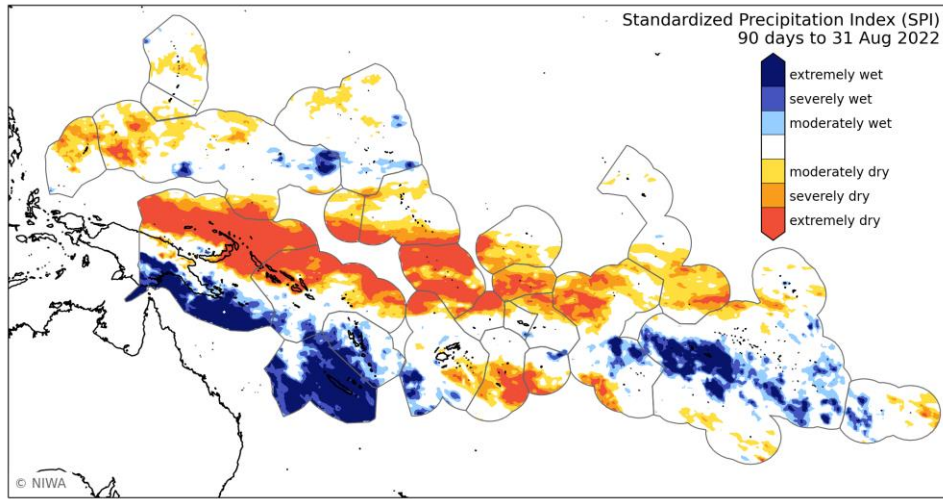 Standardized Precipitation Index (SPI)
90 days to 31 Aug 2022
extremely wet
severely wet
moderately wet
moderately dry
severely dry
extremely dry
© NIWA